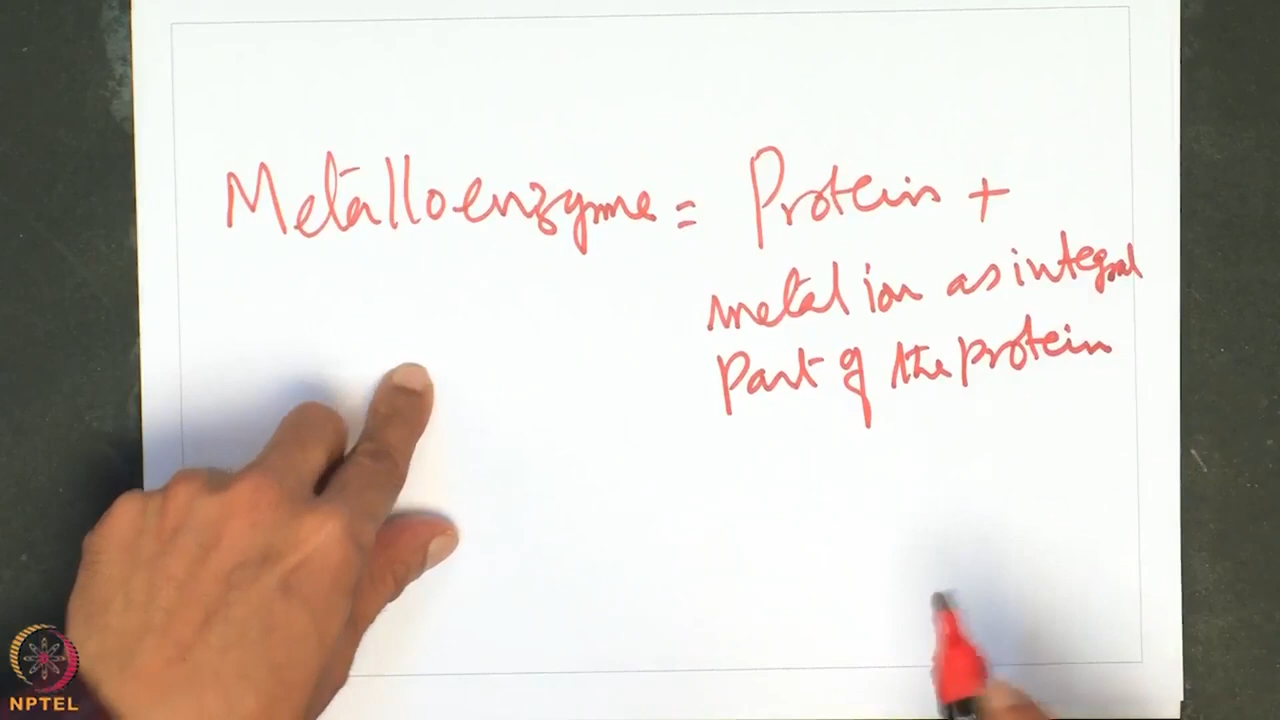 Metalloenzyme = Protein +
metal ion as integral
part of the protein
NPTEL